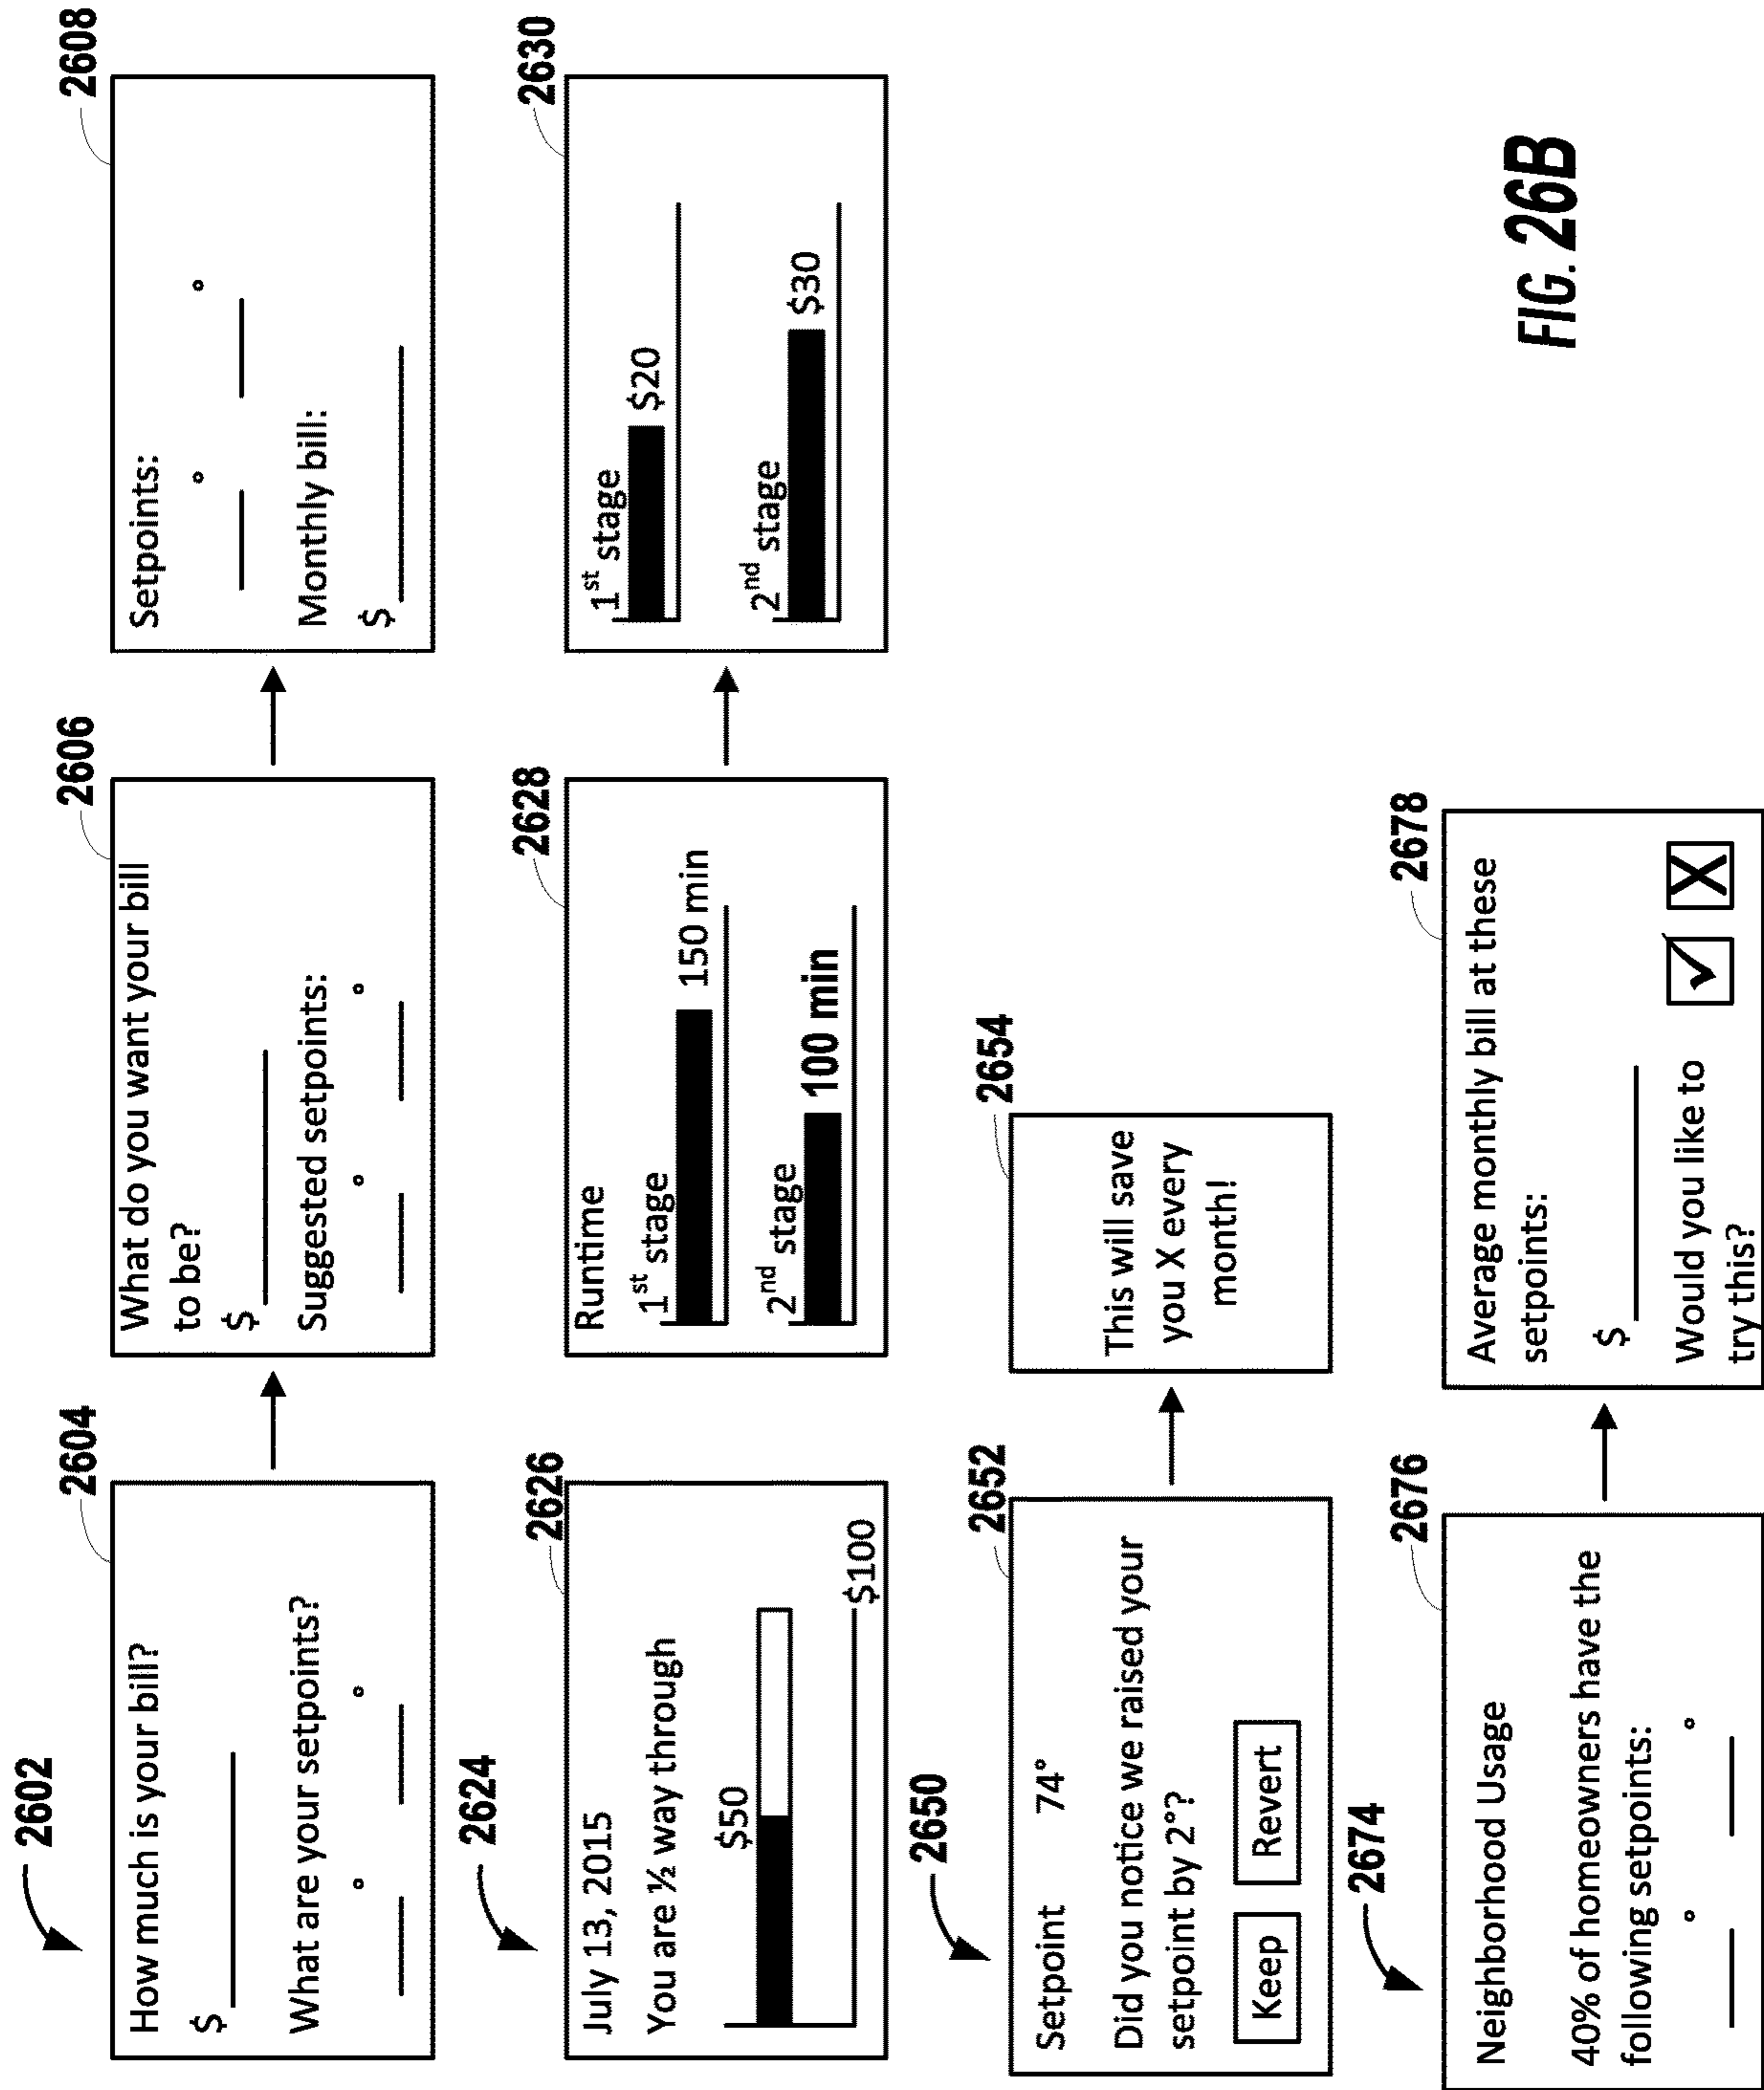 2602
2604
How much is your bill?
$
What are your setpoints?
° °
2606
What do you want your bill
to be?
$
Suggested setpoints:
° °
2608
Setpoints:
° °
Monthly bill:
$
2624
2626
July 13, 2015
You are ½ way through
$50
$100
2628
Runtime
1st stage
150 min
2nd stage
100 min
2630
1st stage
$20
2nd stage
$30
2650
2652
Setpoint 74°
Did you notice we raised your
setpoint by 2°?
Keep Revert
2654
This will save
you X every
month!
2674
2676
Neighborhood Usage
40% of homeowners have the
following setpoints:
° °
2678
Average monthly bill at these
setpoints:
$
Would you like to
try this?
✓ X
FIG. 26B